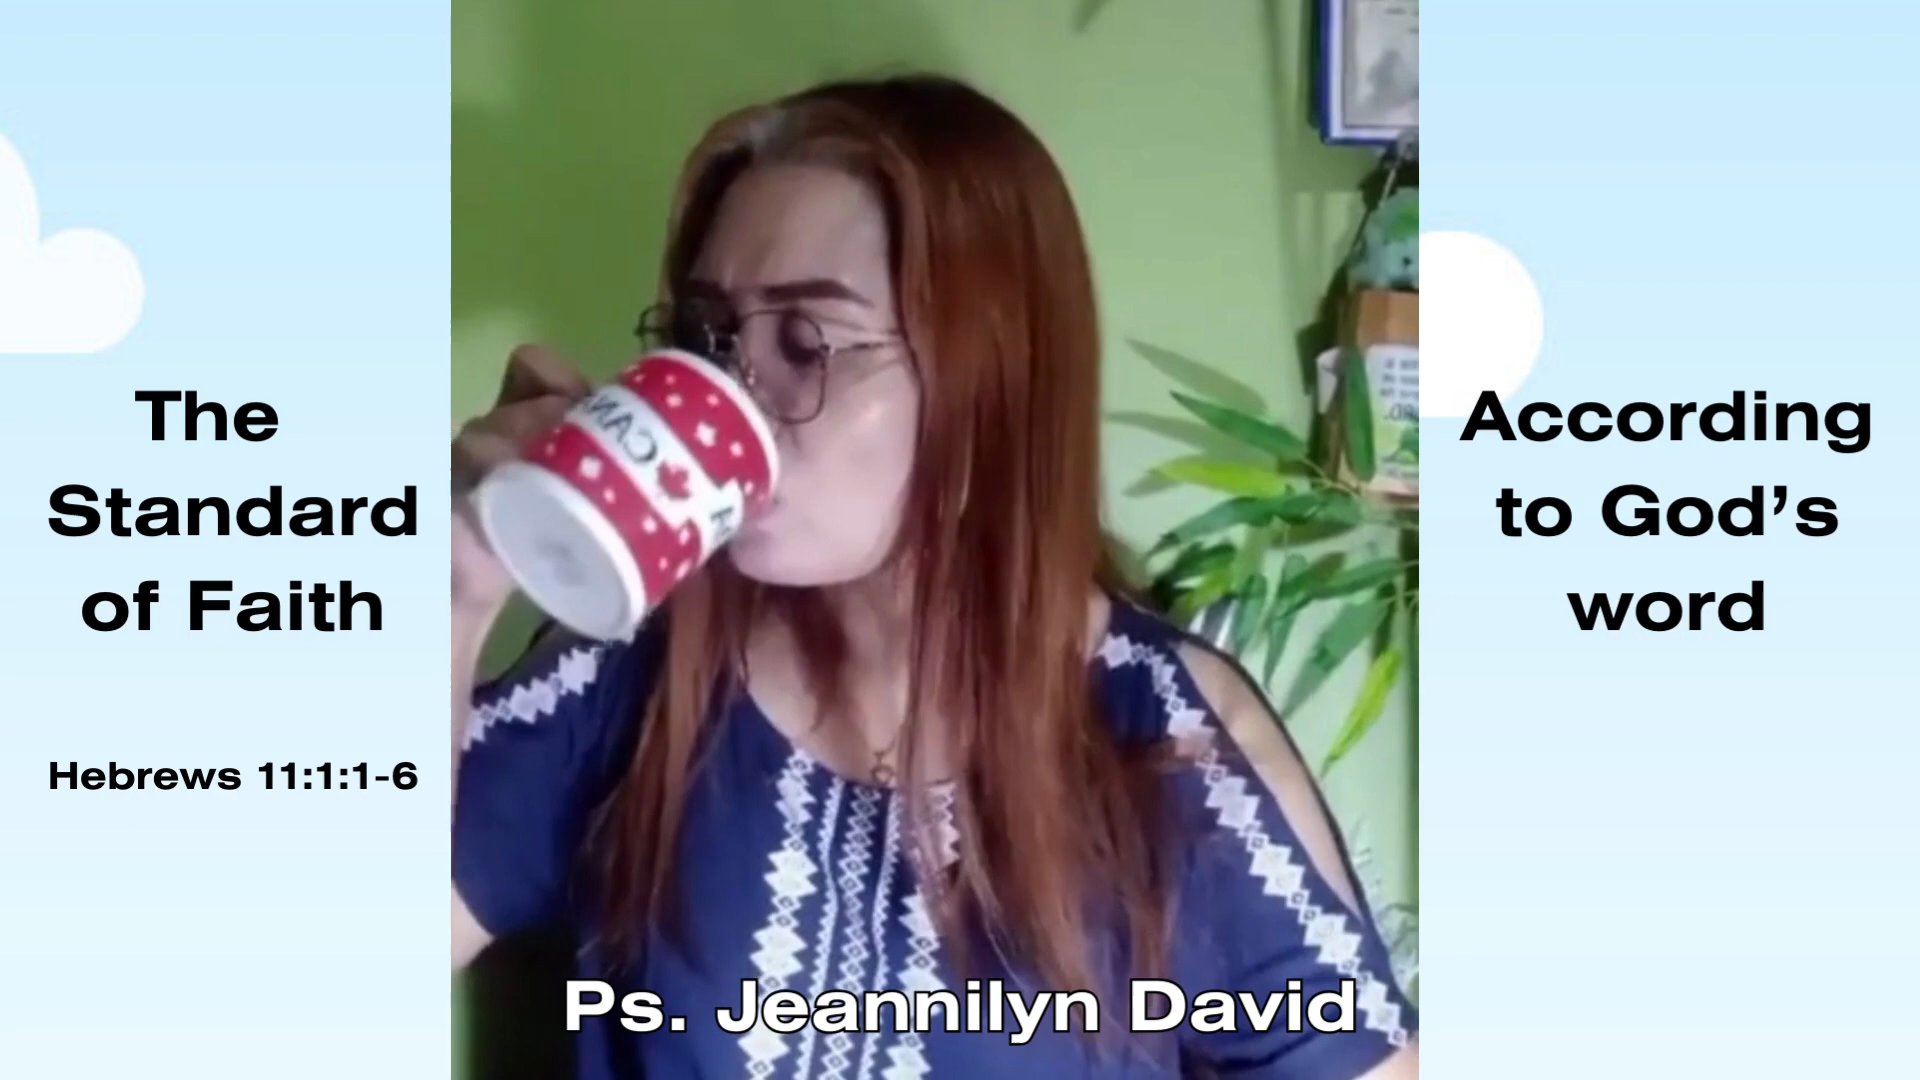 The
Standard
of Faith
Hebrews 11:1:1-6
According
to God's
word
Ps. Jeannilyn David